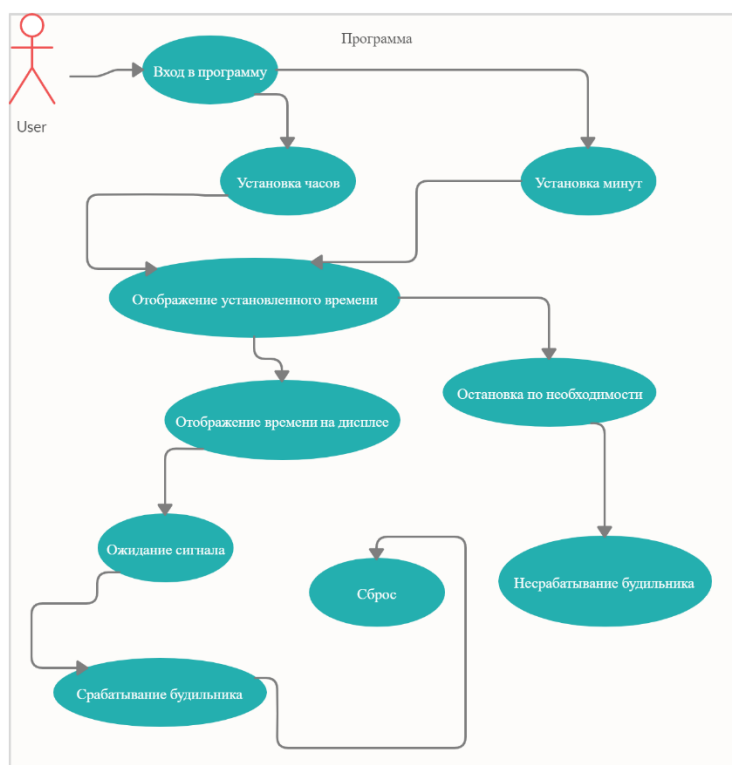 Программа
Вход в программу
User
Установка часов
Установка минут
Отображение установленного времени
Остановка по необходимости
Отображение времени на дисплее
Ожидание сигнала
Несрабатывание будильника
Сброс
Срабатывание будильника